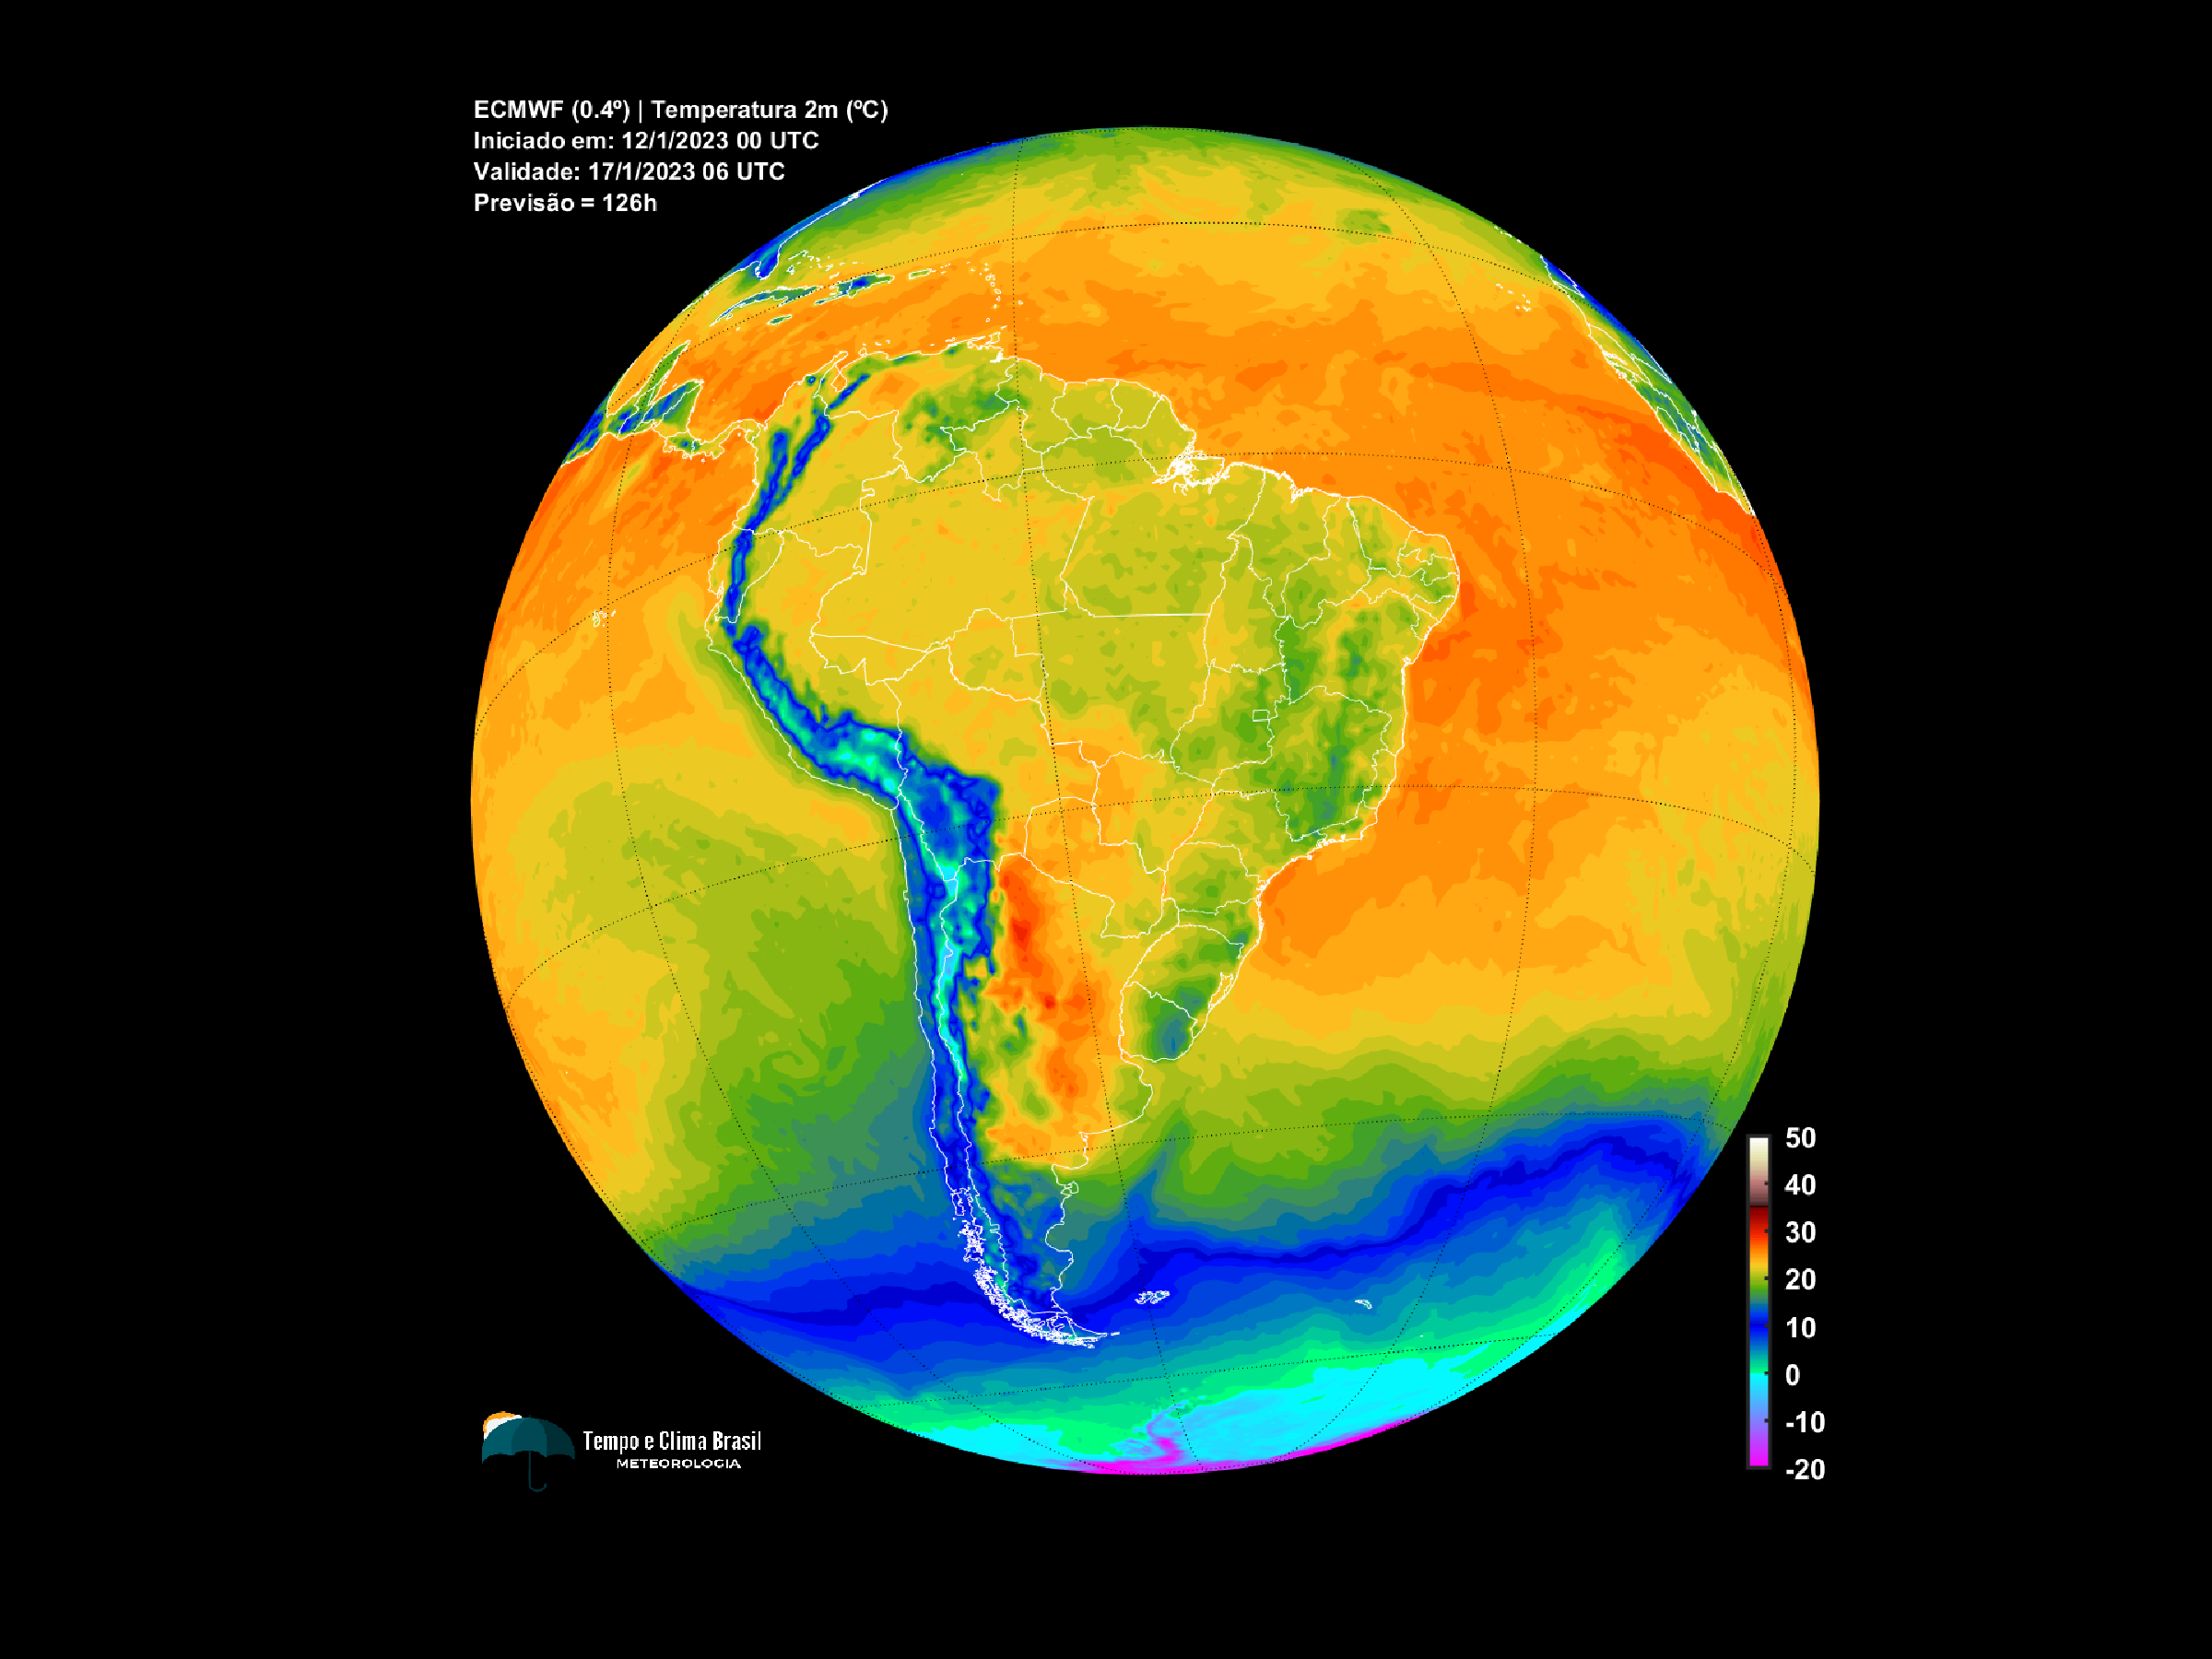 ECMWF (0.4º) | Temperatura 2m (ºC)
Iniciado em: 12/1/2023 00 UTC
Validade: 17/1/2023 06 UTC
Previsão = 126h
50
40
30
20
10
0
-10
-20
Tempo e Clima Brasil
METEOROLOGIA